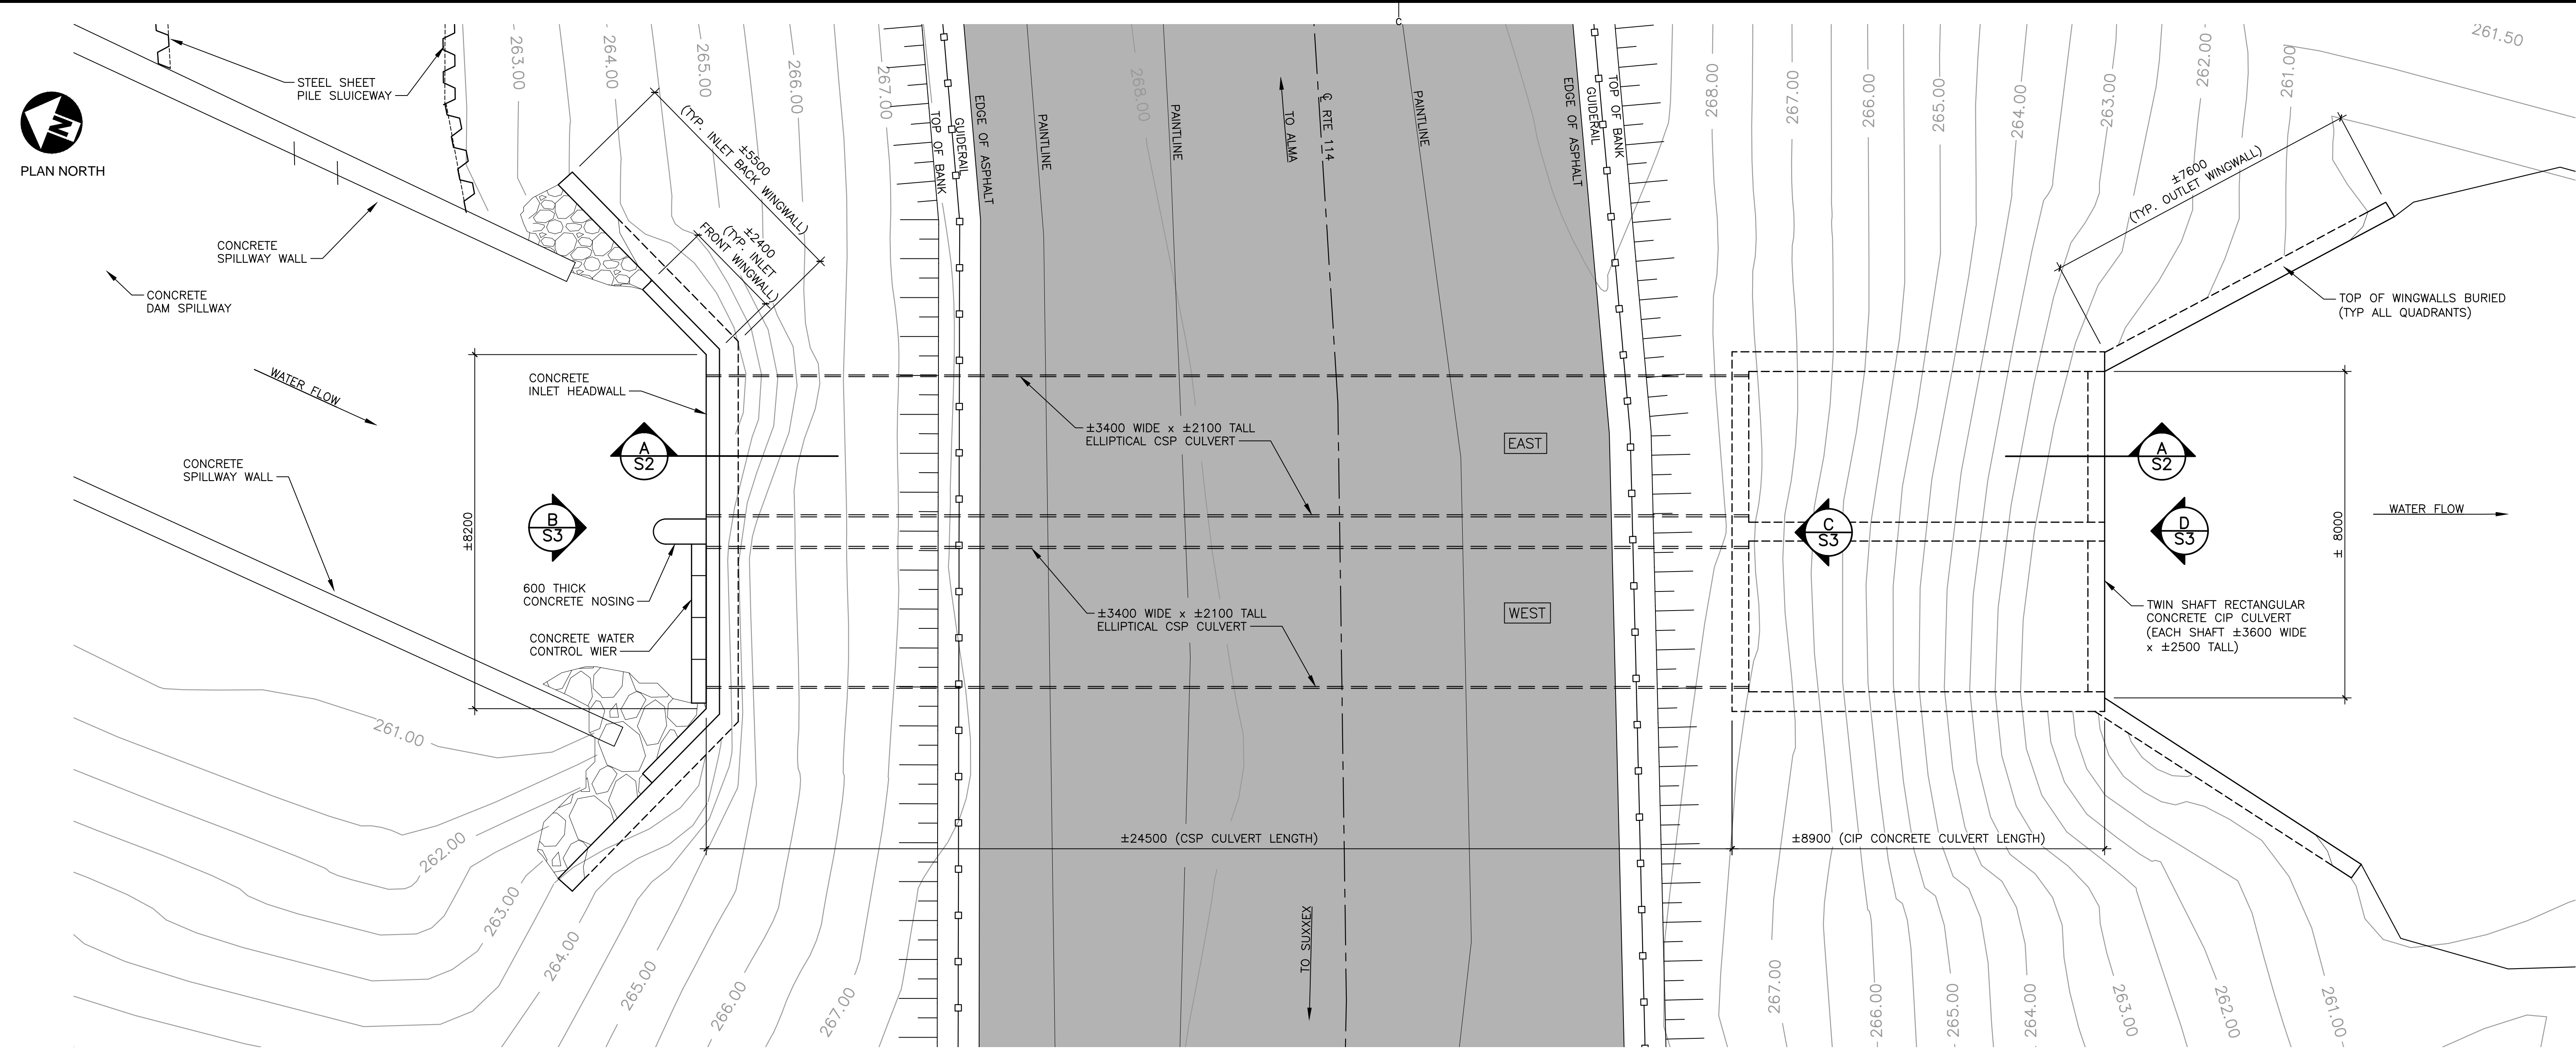 C
N
PLAN NORTH
STEEL SHEET
PILE SLUICEWAY
CONCRETE
SPILLWAY WALL
CONCRETE
DAM SPILLWAY
WATER FLOW
CONCRETE
SPILLWAY WALL
263.00
264.00
265.00
266.00
267.00
±5500
(TYP. INLET BACK WINGWALL)
±2400
(TYP. INLET
FRONT WINGWALL)
CONCRETE
INLET HEADWALL
A
S2
B
S3
±8200
600 THICK
CONCRETE NOSING
CONCRETE WATER
CONTROL WIER
261.00
262.00
263.00
264.00
265.00
266.00
267.00
TOP OF BANK
GUIDERAIL
EDGE OF ASPHALT
PAINTLINE
268.00
PAINTLINE
TO ALMA
℄ RTE 114
PAINTLINE
EDGE OF ASPHALT
GUIDERAIL
TOP OF BANK
±3400 WIDE x ±2100 TALL
ELLIPTICAL CSP CULVERT
EAST
±3400 WIDE x ±2100 TALL
ELLIPTICAL CSP CULVERT
WEST
±24500 (CSP CULVERT LENGTH)
TO SUXXEX
268.00
267.00
266.00
265.00
264.00
263.00
262.00
261.00
261.50
±7600
(TYP. OUTLET WINGWALL)
TOP OF WINGWALLS BURIED
(TYP ALL QUADRANTS)
A
S2
C
S3
D
S3
± 8000
WATER FLOW
TWIN SHAFT RECTANGULAR
CONCRETE CIP CULVERT
(EACH SHAFT ±3600 WIDE
x ±2500 TALL)
±8900 (CIP CONCRETE CULVERT LENGTH)
267.00
266.00
265.00
264.00
263.00
262.00
261.00